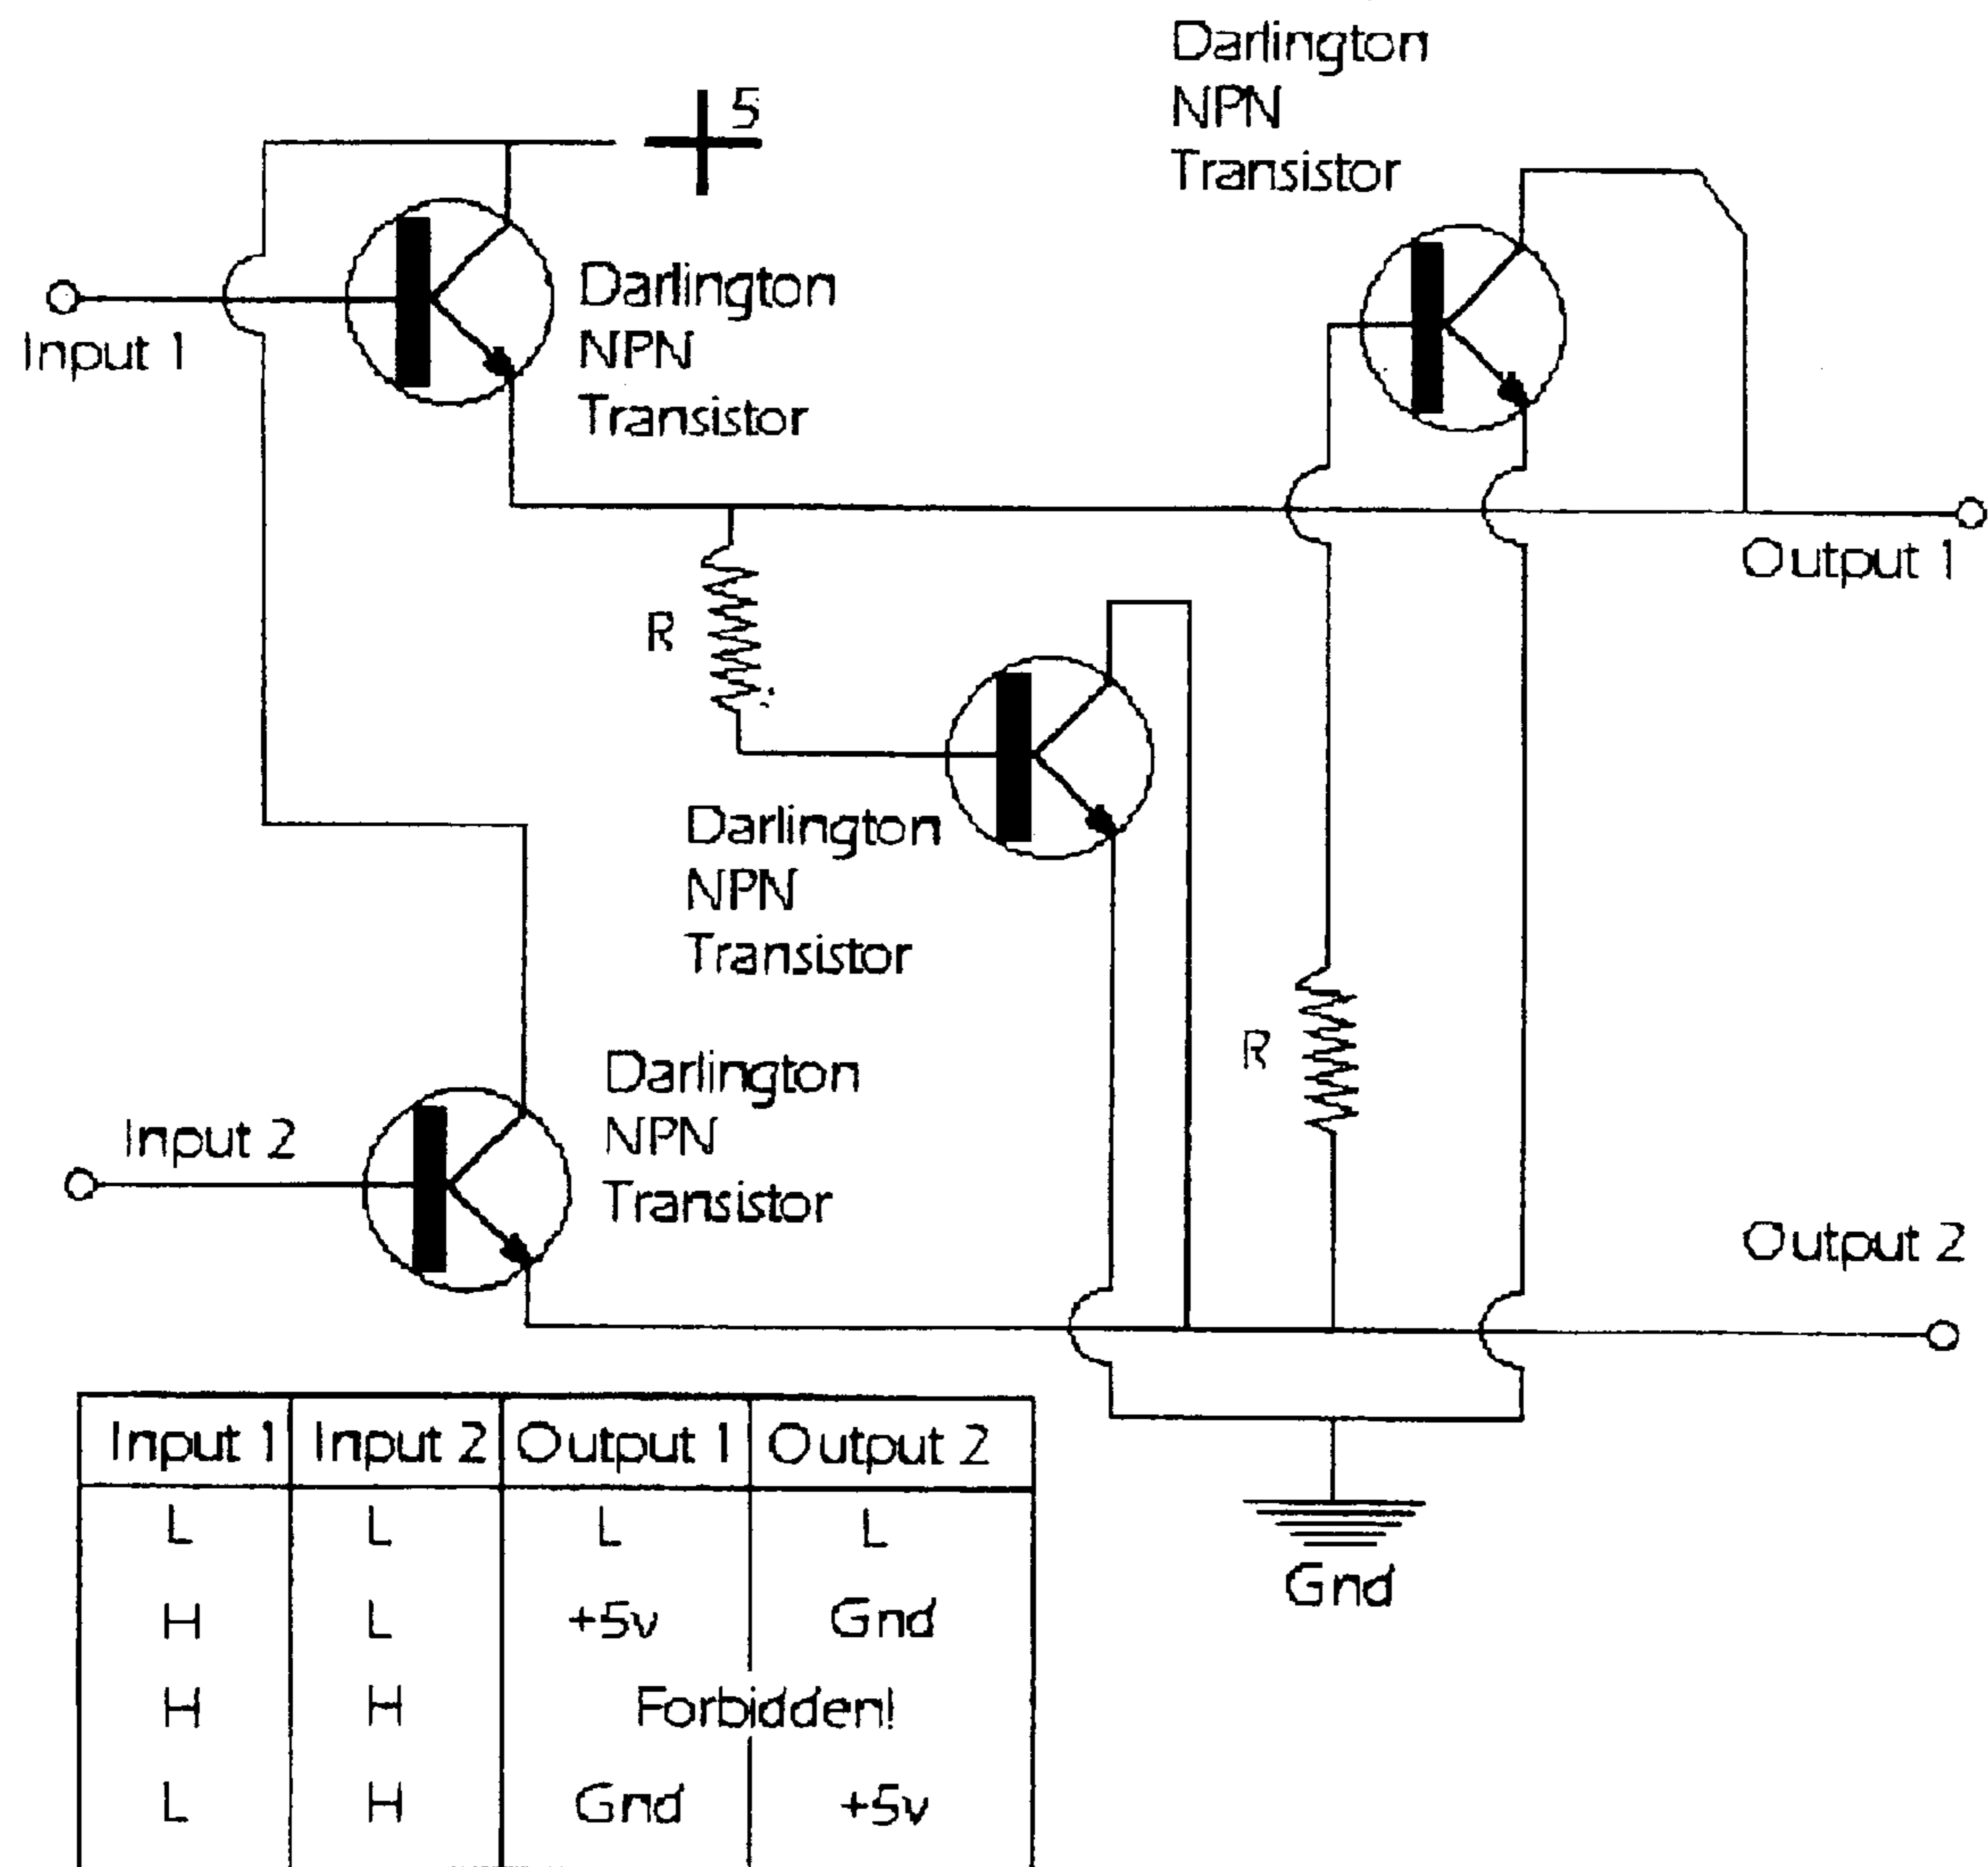 Darlington
NPN
Transistor
5
Input 1
Darlington
NPN
Transistor
Output 1
R
Darlington
NPN
Transistor
R
Input 2
Darlington
NPN
Transistor
Output 2
Input 1 Input 2 Output 1 Output 2
L L L L
H L +5v Gnd
H H Forbidden!
L H Gnd +5v
Gnd